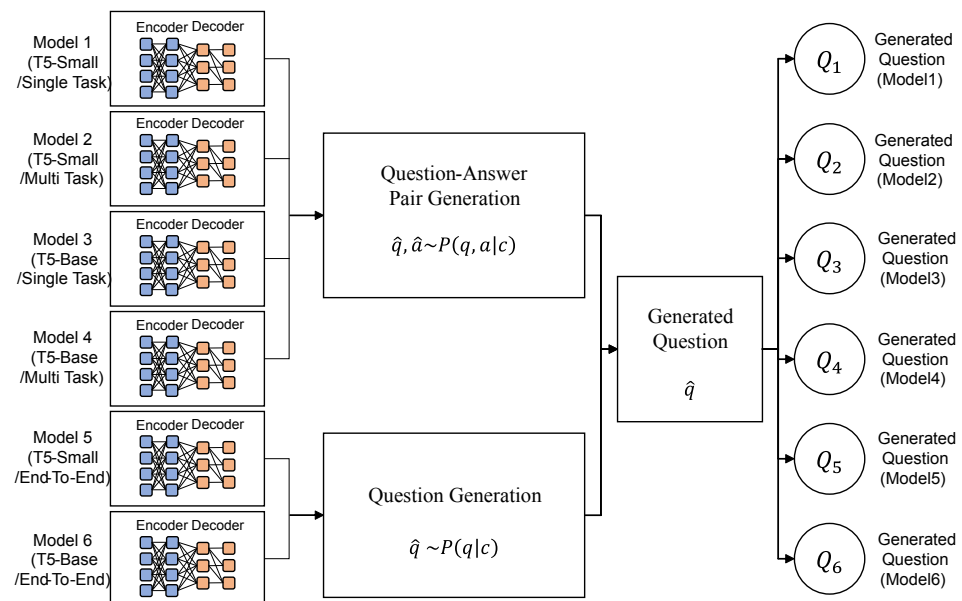 Model 1
(T5-Small
/Single Task)
Encoder Decoder
Model 2
(T5-Small
/Multi Task)
Encoder Decoder
Model 3
(T5-Base
/Single Task)
Encoder Decoder
Model 4
(T5-Base
/Multi Task)
Encoder Decoder
Model 5
(T5-Small
/End-To-End)
Encoder Decoder
Model 6
(T5-Base
/End-To-End)
Encoder Decoder
Question-Answer
Pair Generation
q̂, â~P(q, a|c)
Question Generation
q̂ ~P(q|c)
Generated
Question
q̂
Q₁
Generated
Question
(Model1)
Q₂
Generated
Question
(Model2)
Q₃
Generated
Question
(Model3)
Q₄
Generated
Question
(Model4)
Q₅
Generated
Question
(Model5)
Q₆
Generated
Question
(Model6)